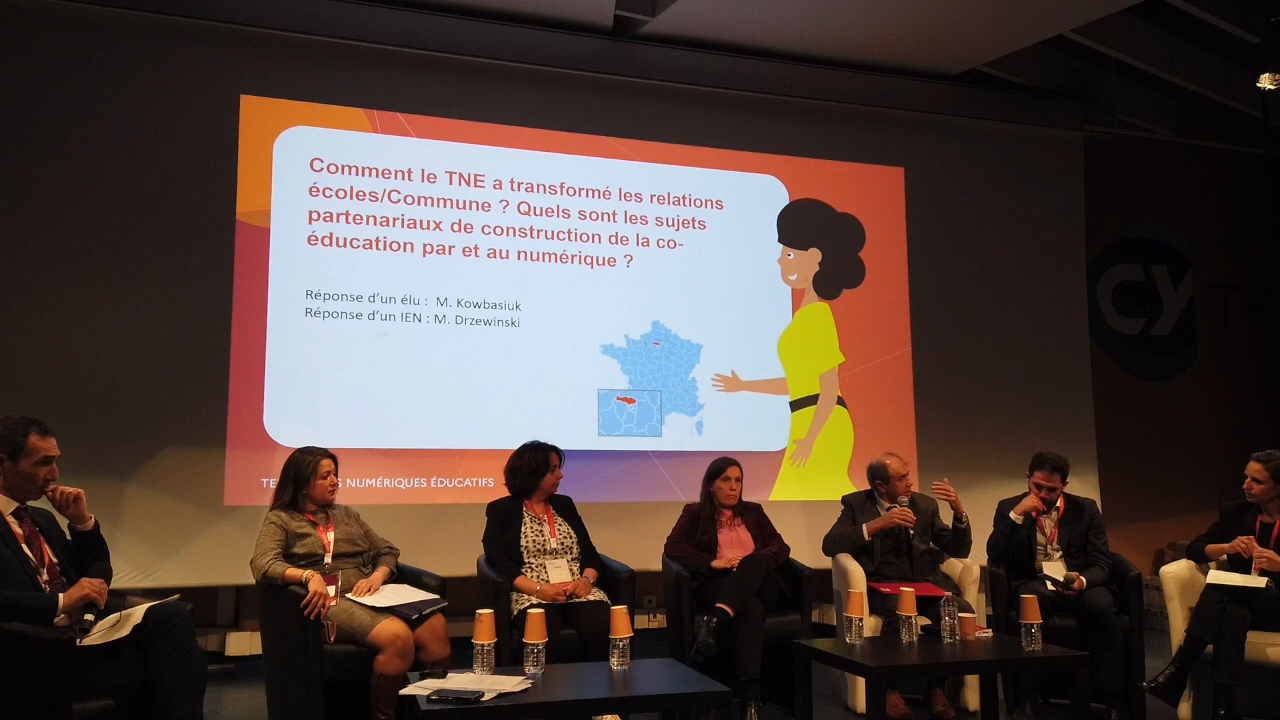 Comment le TNE a transformé les relations
écoles/Commune ? Quels sont les sujets
partenariaux de construction de la co-
éducation par et au numérique ?
Réponse d'un élu : M. Kowbasiuk
Réponse d'un IEN : M. Drzewinski
NUMÉRIQUES ÉDUCATIFS
CY